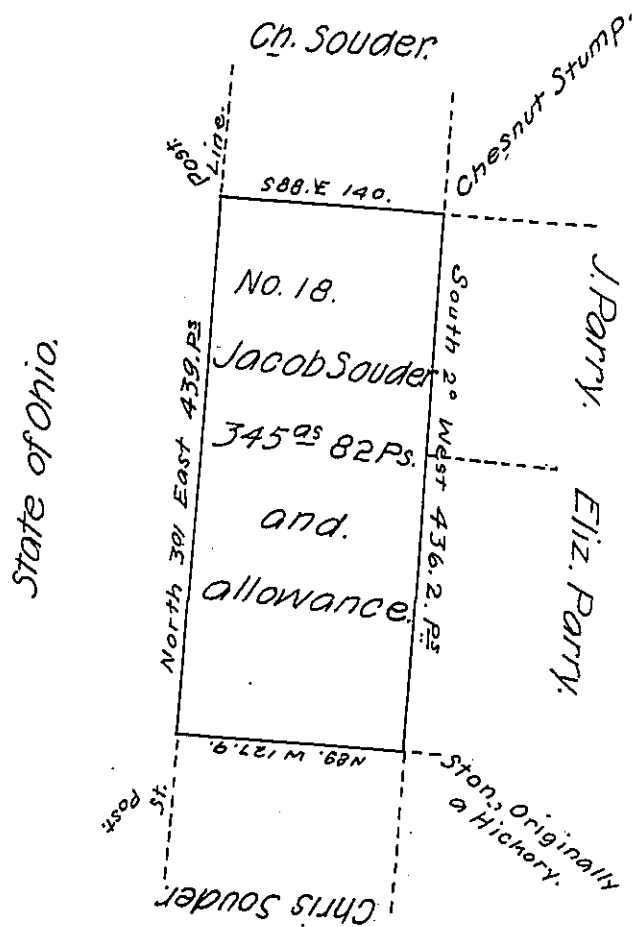 Ch. Souder.
Chesnut Stump.
Post.
Line.
S88.E 140.
No. 18.
Jacob Souder
345as 82Ps.
and.
allowance.
North 301 East 439.Ps
South 2° West 436.2.Ps
State of Ohio.
J. Parry.
Eliz. Parry.
N89. W 127.9.
Post.
St.
Ston; Originally
a Hickory.
Chris Souder.